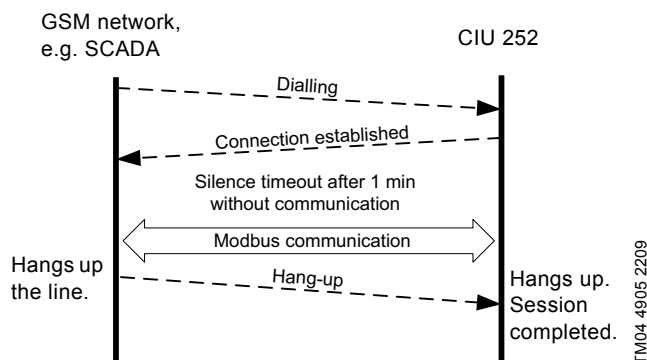 GSM network,
e.g. SCADA
CIU 252
Dialling
Connection established
Silence timeout after 1 min
without communication
Modbus communication
Hangs up
the line.
Hang-up
Hangs up.
Session
completed.
TM04 4905 2209